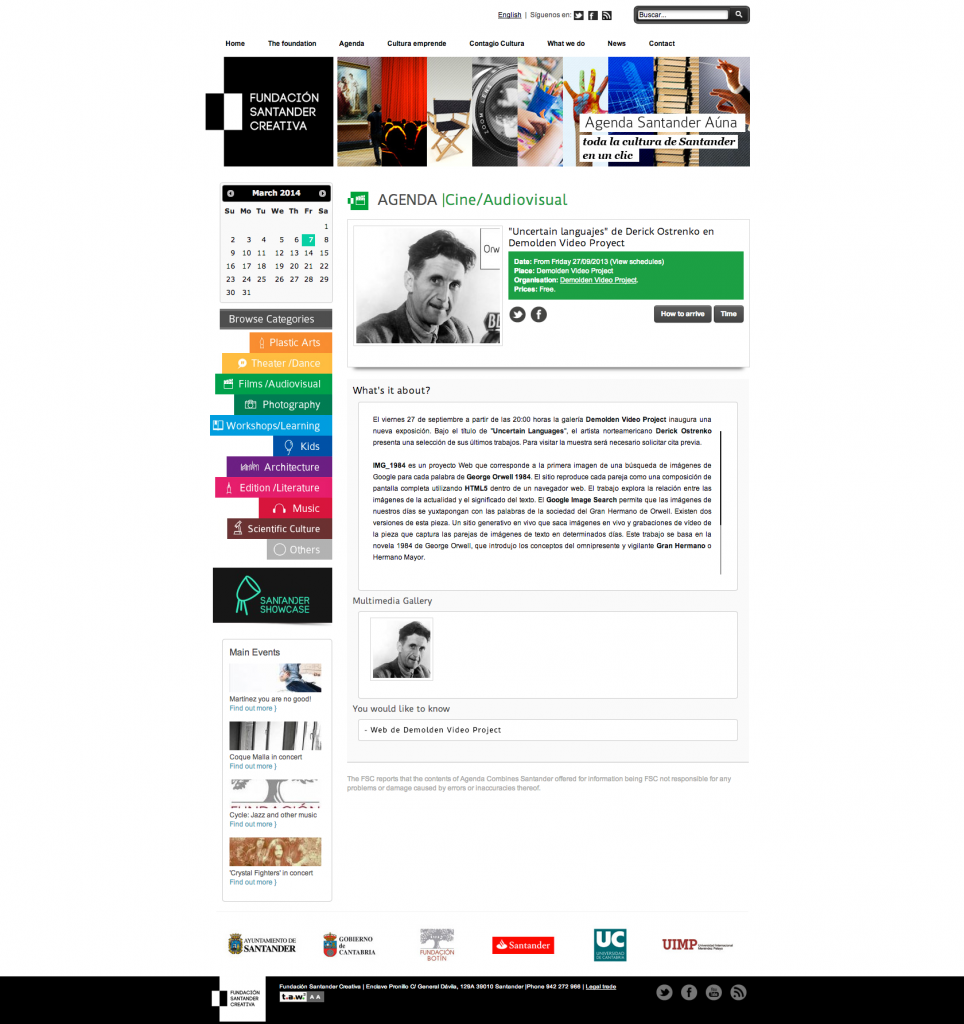 English | Síguenos en:
Buscar...
Home The foundation Agenda Cultura emprende Contagio Cultura What we do News Contact
FUNDACIÓN
SANTANDER
CREATIVA
Agenda Santander Aúna
toda la cultura de Santander
en un clic
March 2014
Su Mo Tu We Th Fr Sa
1
2 3 4 5 6 7 8
9 10 11 12 13 14 15
16 17 18 19 20 21 22
23 24 25 26 27 28 29
30 31
Browse Categories
Plastic Arts
Theater /Dance
Films /Audiovisual
Photography
Workshops/Learning
Kids
Architecture
Edition /Literature
Music
Scientific Culture
Others
SANTANDER
SHOWCASE
Main Events
Martínez you are no good!
Find out more }
Coque Malla in concert
Find out more }
FUNDACIÓN
Cycle: Jazz and other music
Find out more }
'Crystal Fighters' in concert
Find out more }
AGENDA |Cine/Audiovisual
Orw
"Uncertain languajes" de Derick Ostrenko en
Demolden Video Proyect
Date: From Friday 27/09/2013 (View schedules)
Place: Demolden Video Project
Organisation: Demolden Video Project.
Prices: Free.
How to arrive Time
What's it about?
El viernes 27 de septiembre a partir de las 20:00 horas la galería Demolden Video Project inaugura una
nueva exposición. Bajo el título de "Uncertain Languages", el artista norteamericano Derick Ostrenko
presenta una selección de sus últimos trabajos. Para visitar la muestra será necesario solicitar cita previa.
IMG_1984 es un proyecto Web que corresponde a la primera imagen de una búsqueda de imágenes de
Google para cada palabra de George Orwell 1984. El sitio reproduce cada pareja como una composición de
pantalla completa utilizando HTML5 dentro de un navegador web. El trabajo explora la relación entre las
imágenes de la actualidad y el significado del texto. El Google Image Search permite que las imágenes de
nuestros días se yuxtapongan con las palabras de la sociedad del Gran Hermano de Orwell. Existen dos
versiones de esta pieza. Un sitio generativo en vivo que saca imágenes en vivo y grabaciones de vídeo de
la pieza que captura las parejas de imágenes de texto en determinados días. Este trabajo se basa en la
novela 1984 de George Orwell, que introdujo los conceptos del omnipresente y vigilante Gran Hermano o
Hermano Mayor.
Multimedia Gallery
You would like to know
- Web de Demolden Video Project
The FSC reports that the contents of Agenda Combines Santander offered for information being FSC not responsible for any
problems or damage caused by errors or inaccuracies thereof.
AYUNTAMIENTO DE
SANTANDER
GOBIERNO
de
CANTABRIA
FUNDACIÓN
BOTÍN
Santander
UC
UNIVERSIDAD
DE CANTABRIA
UIMP
Universidad Internacional
Menéndez Pelayo
FUNDACIÓN
SANTANDER
CREATIVA
Fundación Santander Creativa | Enclave Pronillo C/ General Dávila, 129A 39010 Santander |Phone 942 272 966 | Legal trade
t.a.w. A A